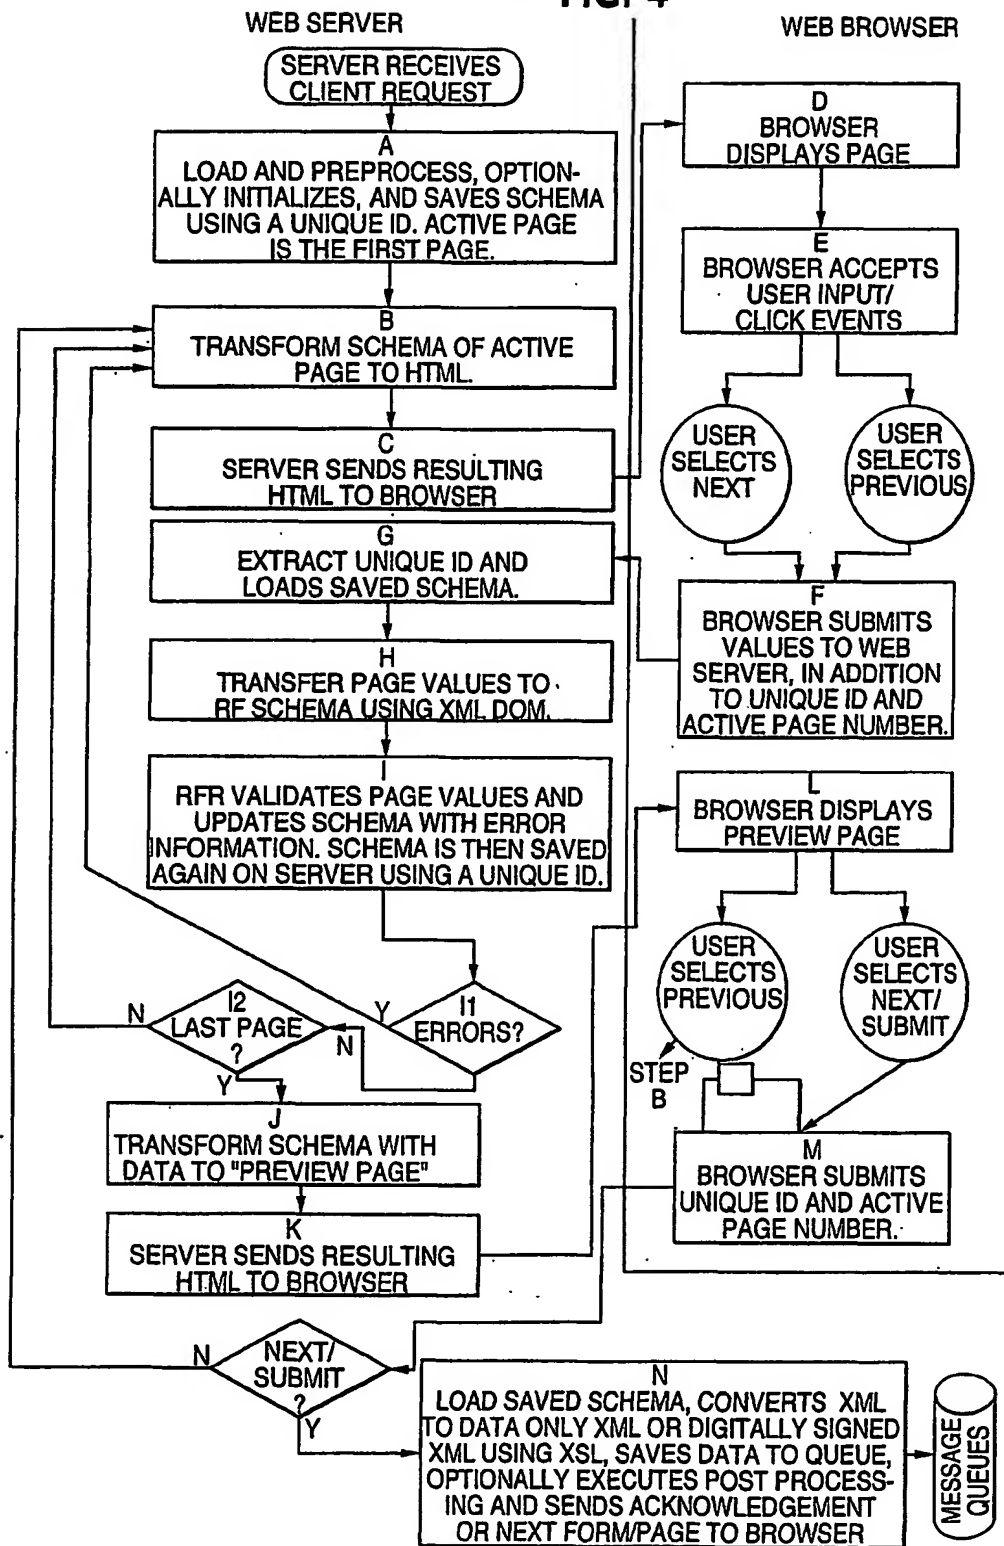 FIG. 4
WEB SERVER
WEB BROWSER
SERVER RECEIVES
CLIENT REQUEST
A
LOAD AND PREPROCESS, OPTION-
ALLY INITIALIZES, AND SAVES SCHEMA
USING A UNIQUE ID. ACTIVE PAGE
IS THE FIRST PAGE.
B
TRANSFORM SCHEMA OF ACTIVE
PAGE TO HTML.
C
SERVER SENDS RESULTING
HTML TO BROWSER
D
BROWSER
DISPLAYS PAGE
E
BROWSER ACCEPTS
USER INPUT/
CLICK EVENTS
USER
SELECTS
NEXT
USER
SELECTS
PREVIOUS
F
BROWSER SUBMITS
VALUES TO WEB
SERVER, IN ADDITION
TO UNIQUE ID AND
ACTIVE PAGE NUMBER.
G
EXTRACT UNIQUE ID AND
LOADS SAVED SCHEMA.
H
TRANSFER PAGE VALUES TO
RF SCHEMA USING XML DOM.
I
RFR VALIDATES PAGE VALUES AND
UPDATES SCHEMA WITH ERROR
INFORMATION. SCHEMA IS THEN SAVED
AGAIN ON SERVER USING A UNIQUE ID.
I1
ERRORS?
Y
N
I2
LAST PAGE
?
N
Y
J
TRANSFORM SCHEMA WITH
DATA TO "PREVIEW PAGE"
K
SERVER SENDS RESULTING
HTML TO BROWSER
L
BROWSER DISPLAYS
PREVIEW PAGE
USER
SELECTS
PREVIOUS
USER
SELECTS
NEXT/
SUBMIT
STEP
B
M
BROWSER SUBMITS
UNIQUE ID AND ACTIVE
PAGE NUMBER.
NEXT/
SUBMIT
?
N
Y
N
LOAD SAVED SCHEMA, CONVERTS XML
TO DATA ONLY XML OR DIGITALLY SIGNED
XML USING XSL, SAVES DATA TO QUEUE,
OPTIONALLY EXECUTES POST PROCESS-
ING AND SENDS ACKNOWLEDGEMENT
OR NEXT FORM/PAGE TO BROWSER
MESSAGE
QUEUES